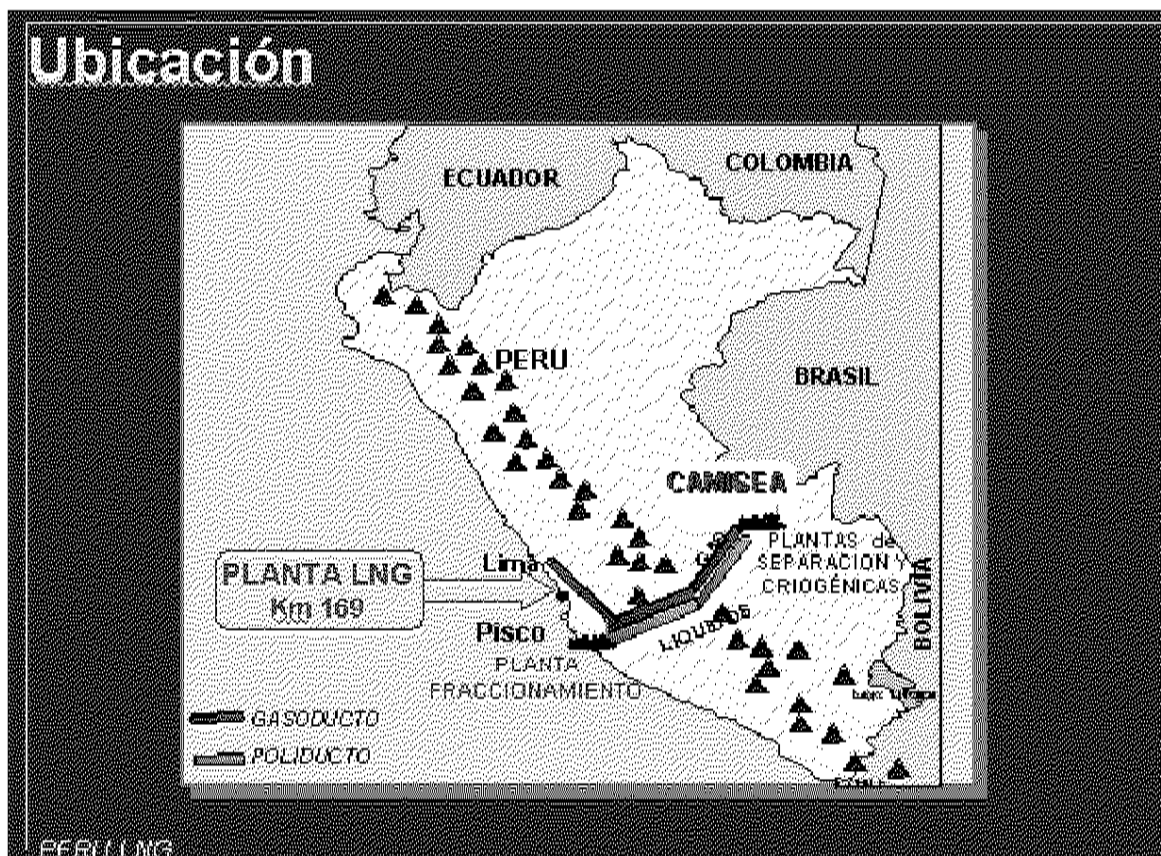 Ubicación
ECUADOR
COLOMBIA
PERU
BRASIL
CAMISEA
PLANTAS de
SEPARACION Y
CRIOGÉNICAS
BOLIVIA
Lima
PLANTA LNG
Km 169
LIQUIDOS
Pisco
PLANTA
FRACCIONAMIENTO
GASODUCTO
POLIDUCTO
PERU LNG